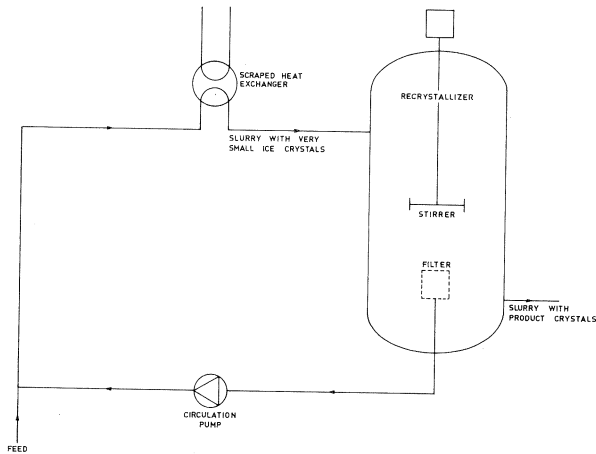 SCRAPED HEAT
EXCHANGER
RECRYSTALLIZER
SLURRY WITH VERY
SMALL ICE CRYSTALS
STIRRER
FILTER
SLURRY WITH
PRODUCT CRYSTALS
CIRCULATION
PUMP
FEED